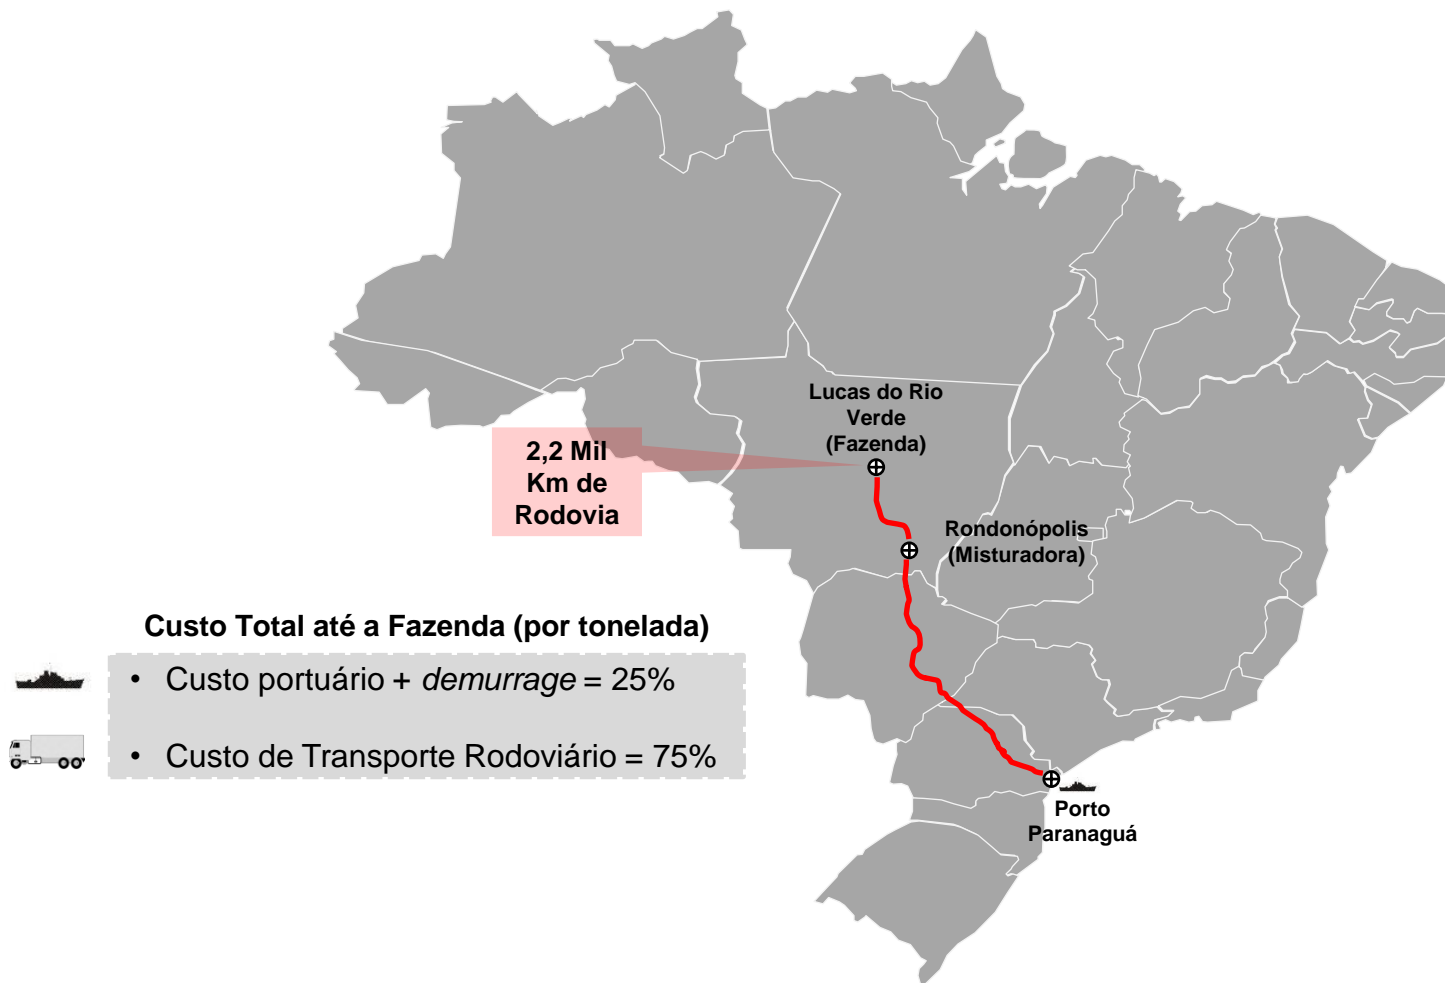 Lucas do Rio
Verde
(Fazenda)
2,2 Mil
Km de
Rodovia
Rondonópolis
(Misturadora)
Custo Total até a Fazenda (por tonelada)
• Custo portuário + demurrage = 25%
• Custo de Transporte Rodoviário = 75%
Porto
Paranaguá